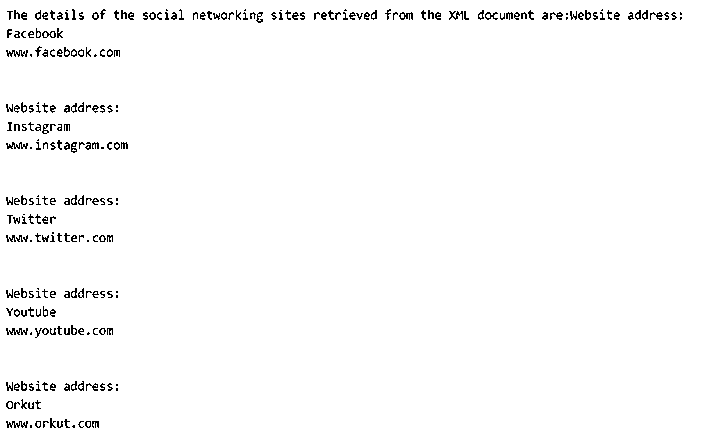 The details of the social networking sites retrieved from the XML document are:Website address:
Facebook
www.facebook.com
Website address:
Instagram
www.instagram.com
Website address:
Twitter
www.twitter.com
Website address:
Youtube
www.youtube.com
Website address:
Orkut
www.orkut.com